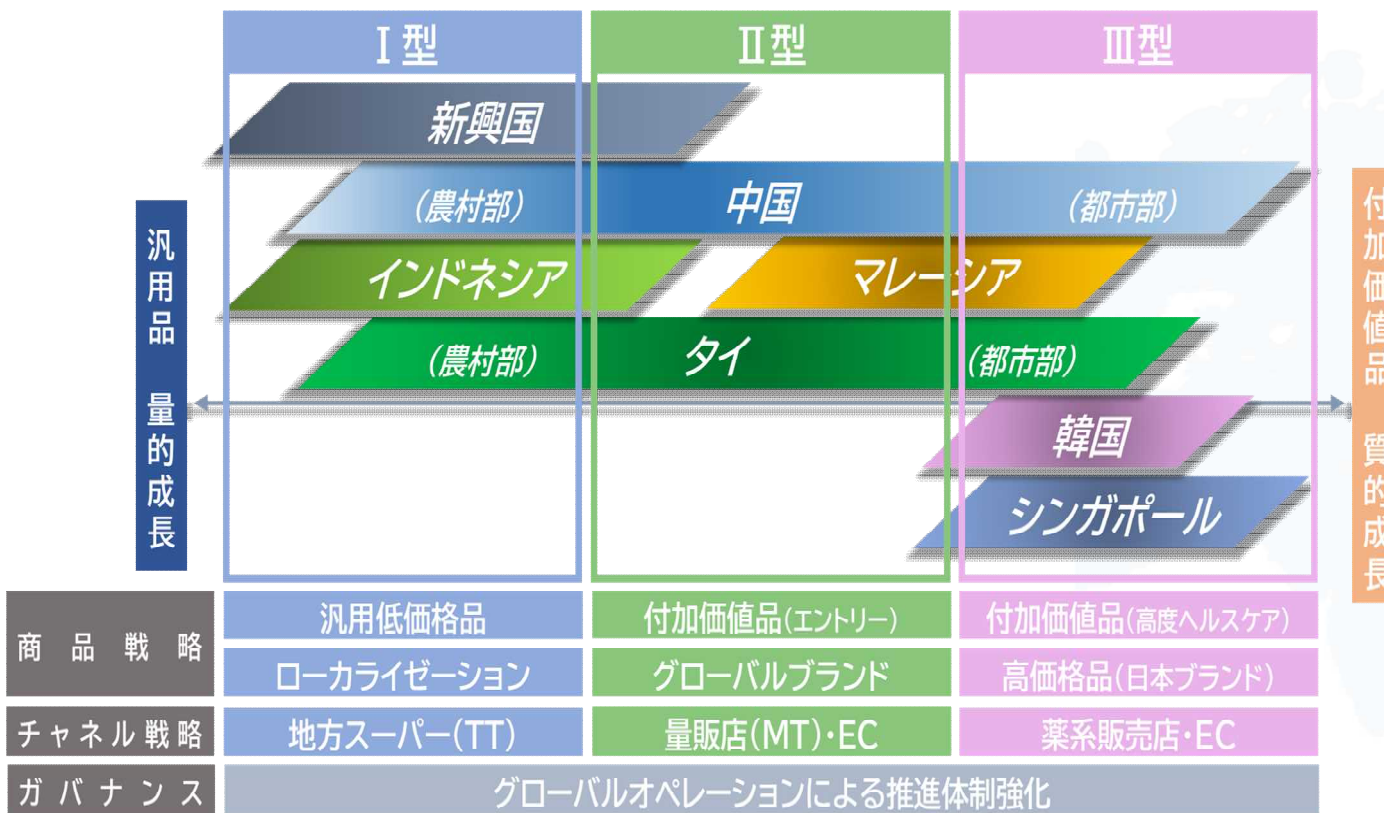 Ⅰ型
Ⅱ型
Ⅲ型
新興国
(農村部)
中国
(都市部)
インドネシア
マレーシア
(農村部)
タイ
(都市部)
韓国
シンガポール
汎用品 量的成長
付加価値品 質的成長
商品戦略
汎用低価格品
付加価値品(エントリー)
付加価値品(高度ヘルスケア)
ローカライゼーション
グローバルブランド
高価格品(日本ブランド)
チャネル戦略
地方スーパー(TT)
量販店(MT)・EC
薬系販売店・EC
ガバナンス
グローバルオペレーションによる推進体制強化